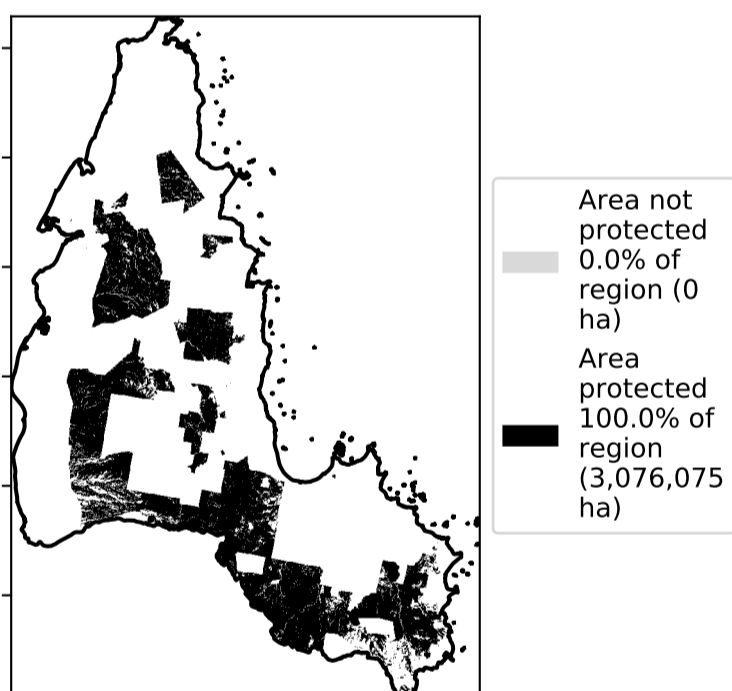 Area not
protected
0.0% of
region (0
ha)
Area
protected
100.0% of
region
(3,076,075
ha)